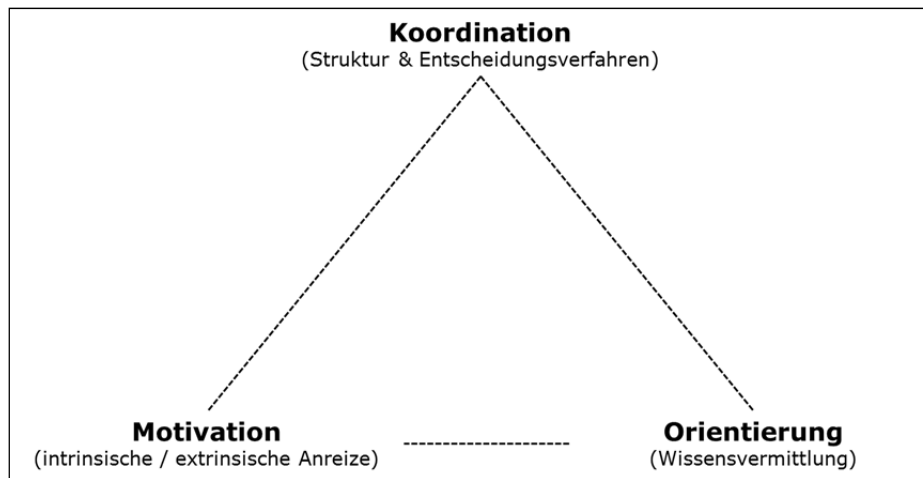 Koordination
(Struktur & Entscheidungsverfahren)
Motivation
(intrinsische / extrinsische Anreize)
Orientierung
(Wissensvermittlung)